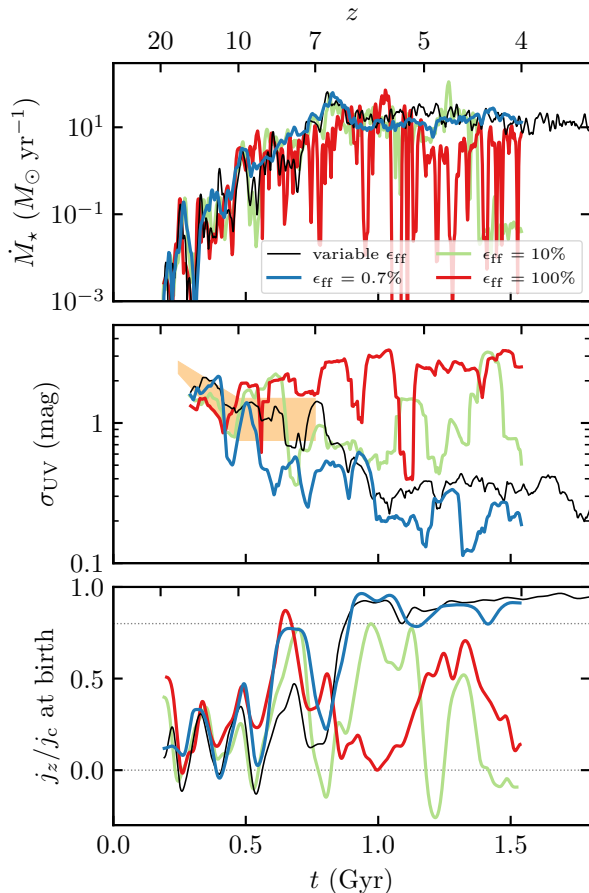 z
20 10 7 5 4
Ṁ⋆ (M⊙ yr⁻¹)
10¹
10⁻¹
10⁻³
variable ϵff
ϵff = 10%
ϵff = 0.7%
ϵff = 100%
σUV (mag)
1
0.1
jz/jc at birth
1.0
0.5
0.0
0.0 0.5 1.0 1.5
t (Gyr)